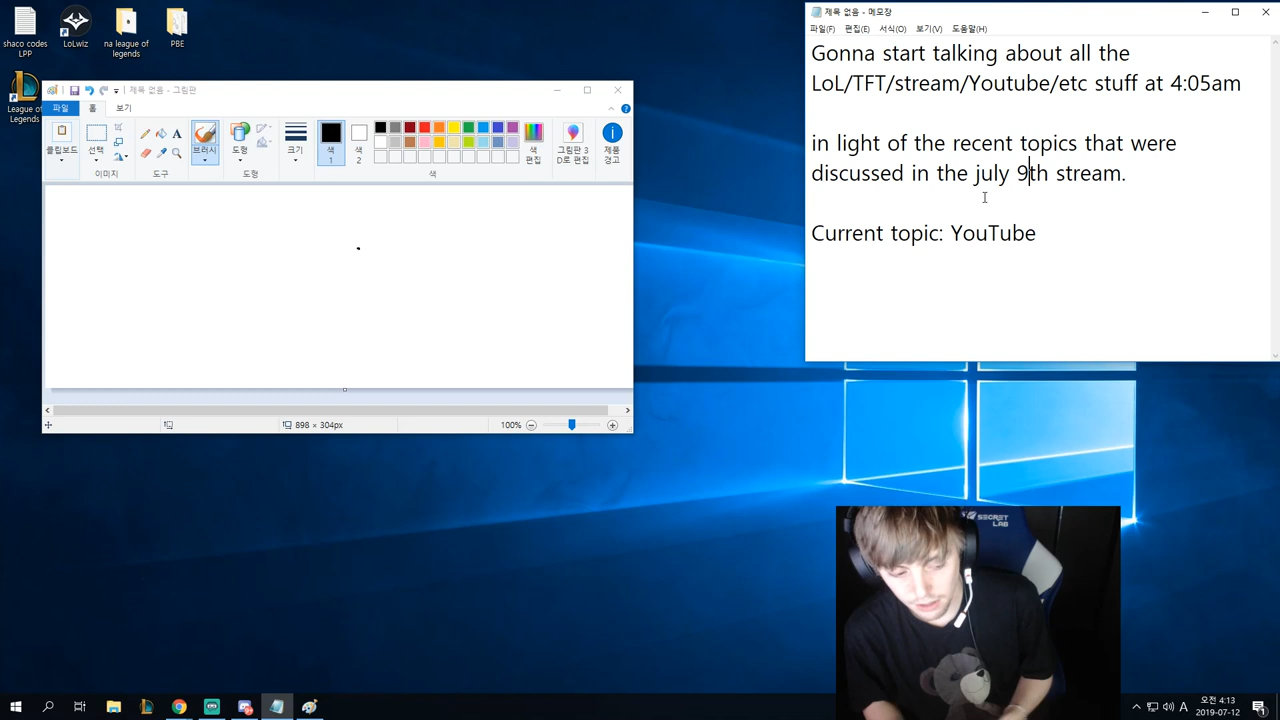 shaco codes
LPP
LoLwiz
na league of
legends
PBE
League of
Legends
제목 없음 - 그림판
파일
홈
보기
클립보드
선택
이미지
도구
브러시
도형
도형
크기
색
1
색
2
색
편집
그림판 3
D로 편집
제품
경고
색
898 × 304px
100%
제목 없음 - 메모장
파일(F) 편집(E) 서식(O) 보기(V) 도움말(H)
Gonna start talking about all the
LoL/TFT/stream/Youtube/etc stuff at 4:05am
in light of the recent topics that were
discussed in the july 9th stream.
Current topic: YouTube
SECRET
LAB
A
오전 4:13
2019-07-12
1